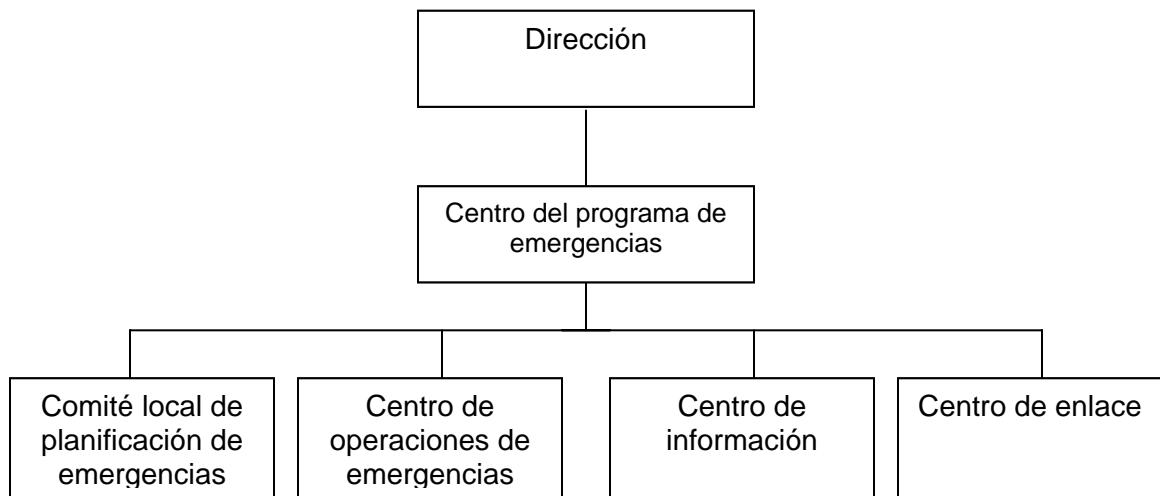 Dirección
Centro del programa de
emergencias
Comité local de
planificación de
emergencias
Centro de
operaciones de
emergencias
Centro de
información
Centro de enlace